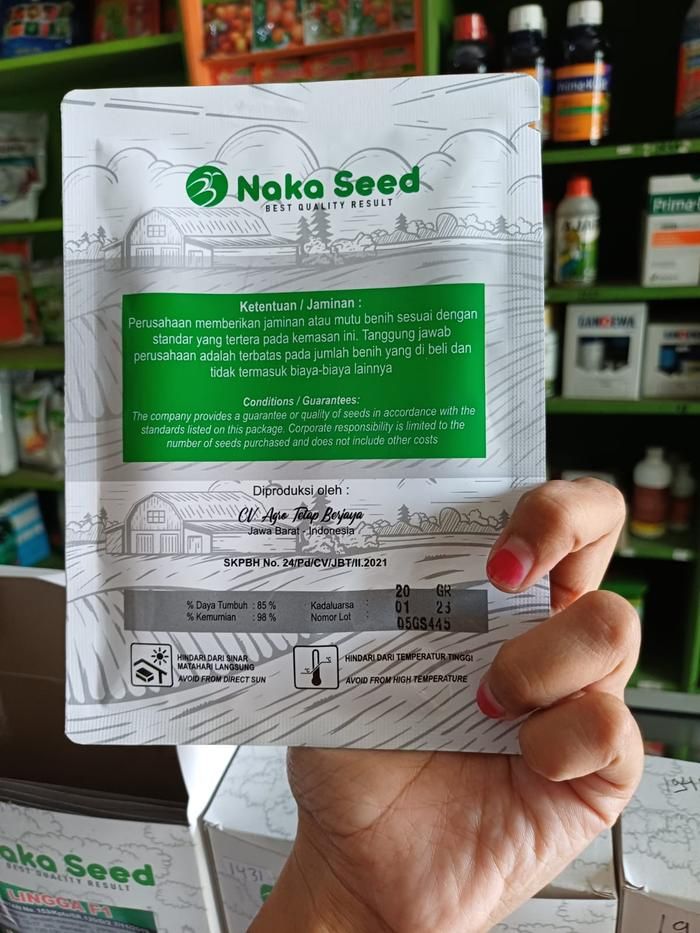 Naka Seed
BEST QUALITY RESULT
Ketentuan / Jaminan :
Perusahaan memberikan jaminan atau mutu benih sesuai dengan
standar yang tertera pada kemasan ini. Tanggung jawab
perusahaan adalah terbatas pada jumlah benih yang di beli dan
tidak termasuk biaya-biaya lainnya
Conditions / Guarantees:
The company provides a guarantee or quality of seeds in accordance with the
standards listed on this package. Corporate responsibility is limited to the
number of seeds purchased and does not include other costs
Diproduksi oleh :
CV. Agro Tetap Berjaya
Jawa Barat - Indonesia
SKPBH No. 24/Pd/CV/JBT/II.2021
20 GR
% Daya Tumbuh : 85 % Kadaluarsa 01 23
% Kemurnian : 98 % Nomor Lot 05GS445
HINDARI DARI SINAR
MATAHARI LANGSUNG
AVOID FROM DIRECT SUN
HINDARI DARI TEMPERATUR TINGGI
AVOID FROM HIGH TEMPERATURE
aka Seed
BEST QUALITY RESULT
LINGGA F1
1431